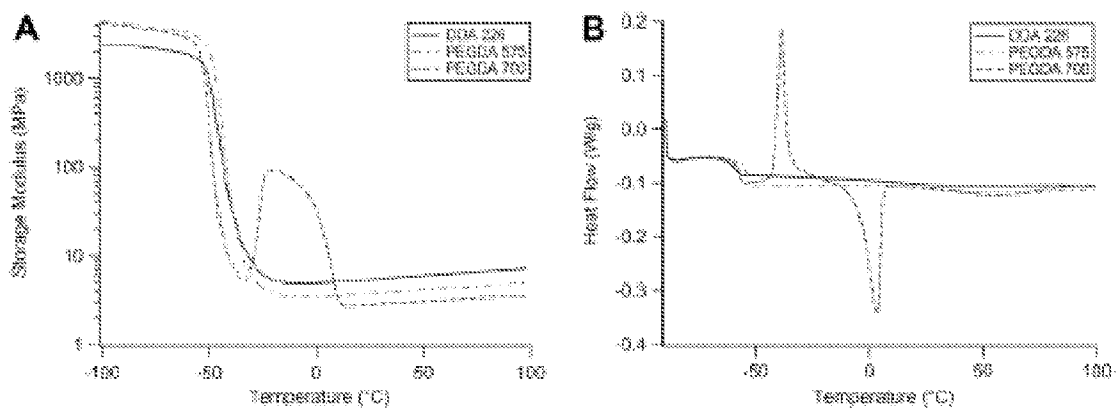 A
DDA 226
PEGDA 575
PEGDA 700
Storage Modulus (MPa)
1000
100
10
1
-100
-50
0
50
100
Temperature (°C)
B
DDA 226
PEGDA 575
PEGDA 700
Heat Flow (W/g)
0.2
0.1
0.0
-0.1
-0.2
-0.3
-0.4
-50
0
50
100
Temperature (°C)